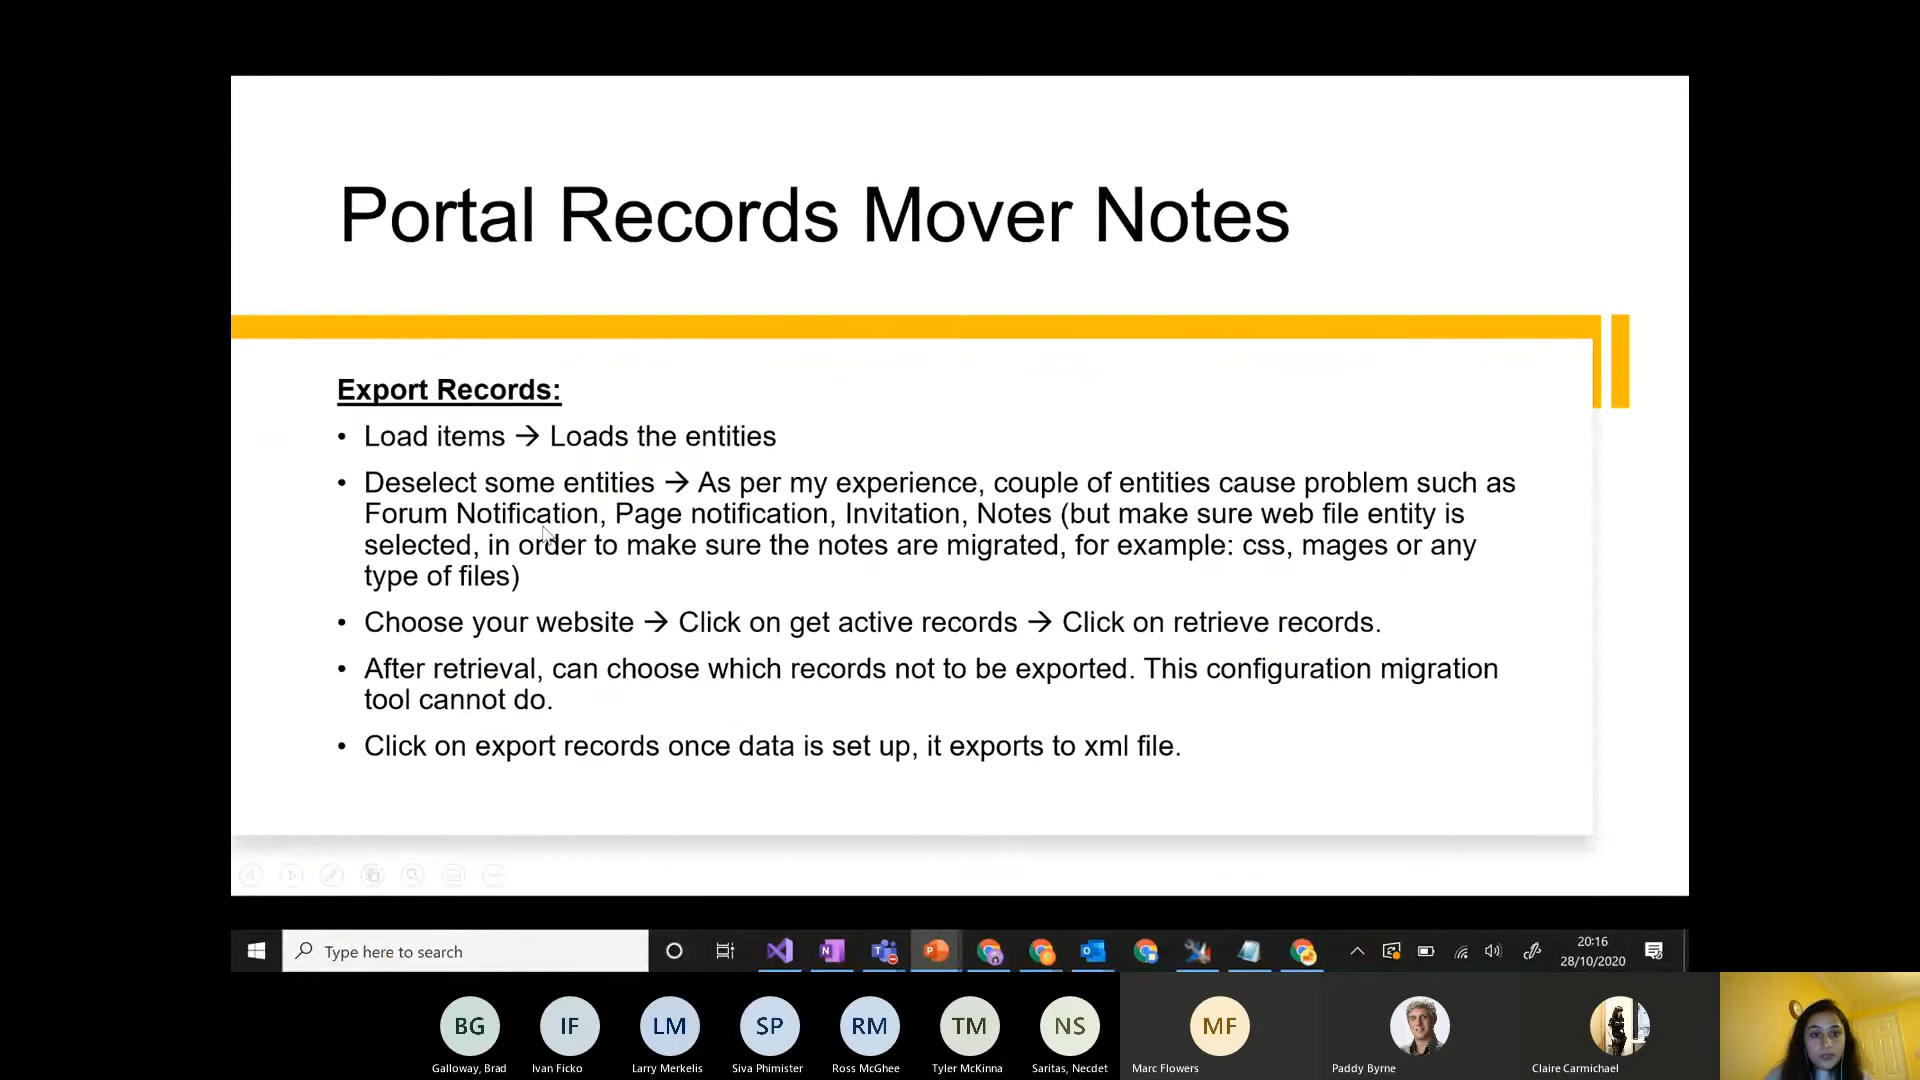 Portal Records Mover Notes
Export Records:
• Load items → Loads the entities
• Deselect some entities → As per my experience, couple of entities cause problem such as
Forum Notification, Page notification, Invitation, Notes (but make sure web file entity is
selected, in order to make sure the notes are migrated, for example: css, mages or any
type of files)
• Choose your website → Click on get active records → Click on retrieve records.
• After retrieval, can choose which records not to be exported. This configuration migration
tool cannot do.
• Click on export records once data is set up, it exports to xml file.
Type here to search
20:16
28/10/2020
BG IF LM SP RM TM NS MF
Galloway, Brad Ivan Ficko Larry Merkelis Siva Phimister Ross McGhee Tyler McKinna Saritas, Necdet Marc Flowers Paddy Byrne Claire Carmichael